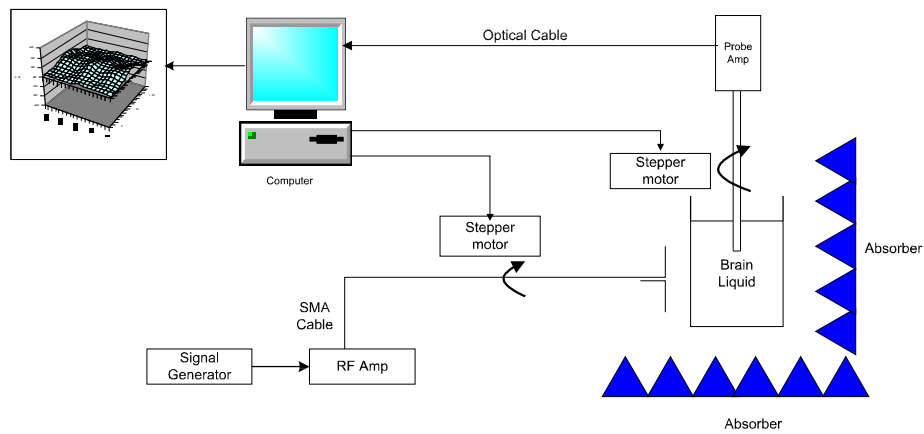 Optical Cable
Probe
Amp
Computer
Stepper
motor
Stepper
motor
Absorber
Brain
Liquid
SMA
Cable
Signal
Generator
RF Amp
Absorber